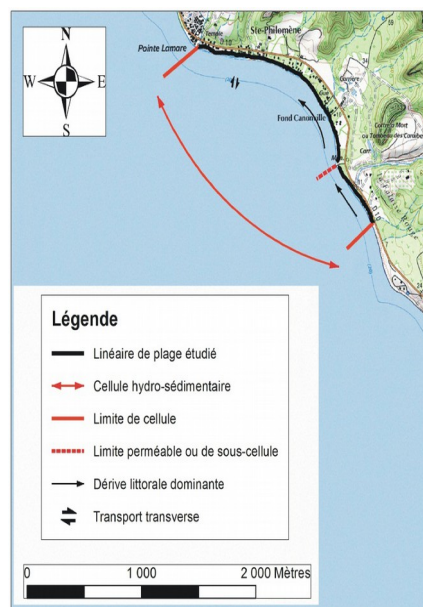 N
W E
S
Pointe Lamare
Ste-Philomène
Fond Canonville
Légende
Linéaire de plage étudié
Cellule hydro-sédimentaire
Limite de cellule
Limite perméable ou de sous-cellule
Dérive littorale dominante
Transport transverse
0 1 000 2 000 Mètres